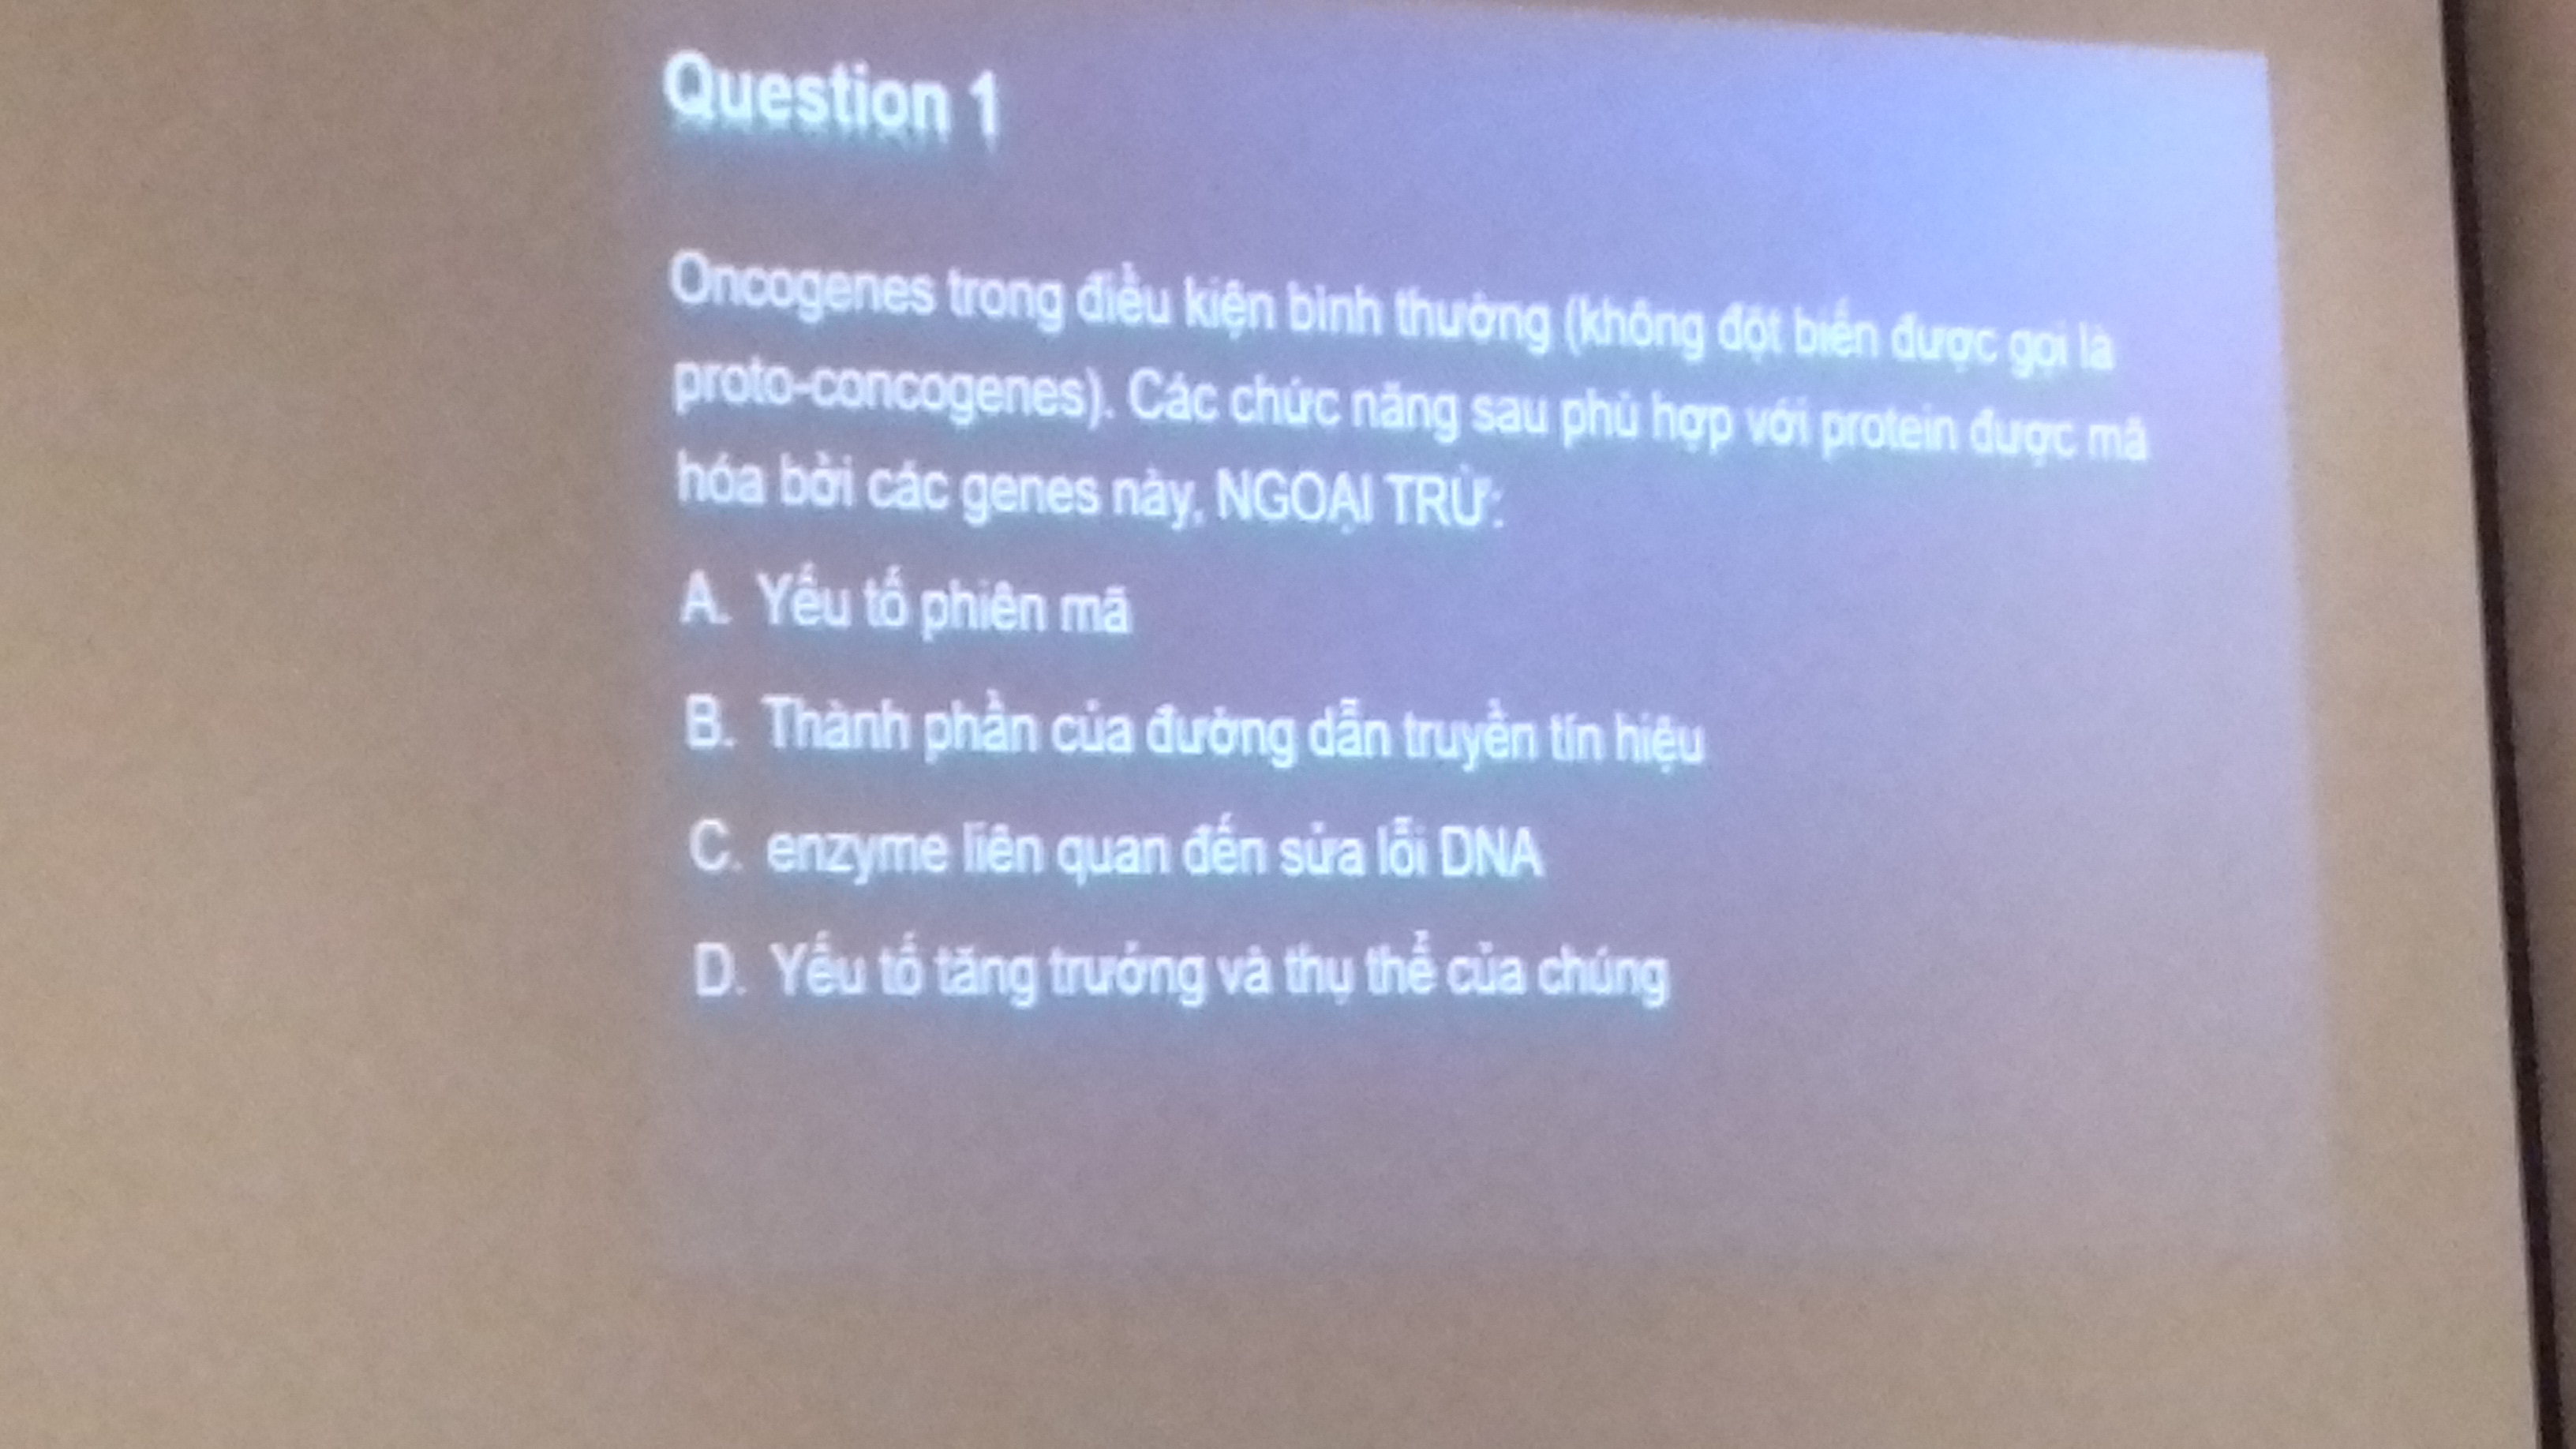 Question 1
Oncogenes trong điều kiện bình thường (không đột biến được gọi là
proto-concogenes). Các chức năng sau phù hợp với protein được mã
hóa bởi các genes này, NGOẠI TRỪ:
A. Yếu tố phiên mã
B. Thành phần của đường dẫn truyền tín hiệu
C. enzyme liên quan đến sửa lỗi DNA
D. Yếu tố tăng trưởng và thụ thể của chúng